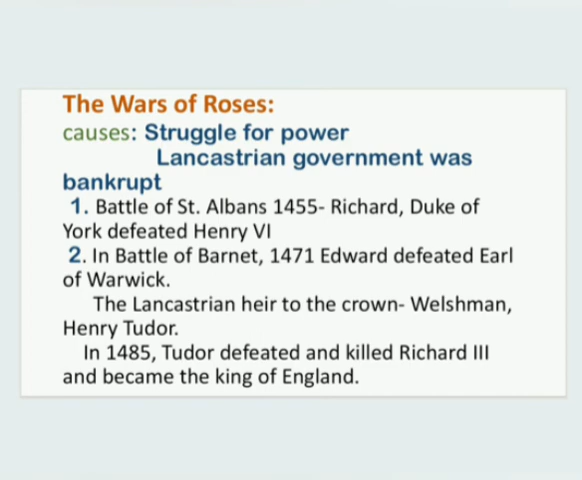 The Wars of Roses:
causes: Struggle for power
Lancastrian government was
bankrupt
1. Battle of St. Albans 1455- Richard, Duke of
York defeated Henry VI
2. In Battle of Barnet, 1471 Edward defeated Earl
of Warwick.
The Lancastrian heir to the crown- Welshman,
Henry Tudor.
In 1485, Tudor defeated and killed Richard III
and became the king of England.